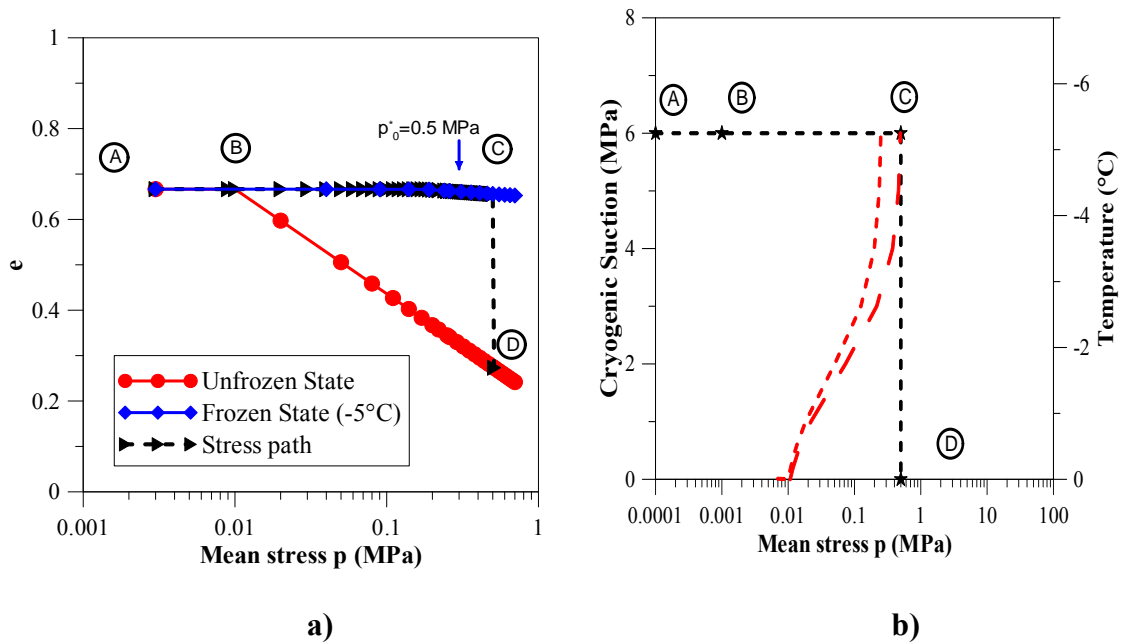 1
0.8
0.6
0.4
0.2
0
e
A
B
p*0=0.5 MPa
C
D
Unfrozen State
Frozen State (-5°C)
Stress path
0.001
0.01
0.1
1
Mean stress p (MPa)
a)
8
6
4
2
0
Cryogenic Suction (MPa)
A
B
C
D
-6
-4
-2
0
Temperature (°C)
0.0001
0.001
0.01
0.1
1
10
100
Mean stress p (MPa)
b)